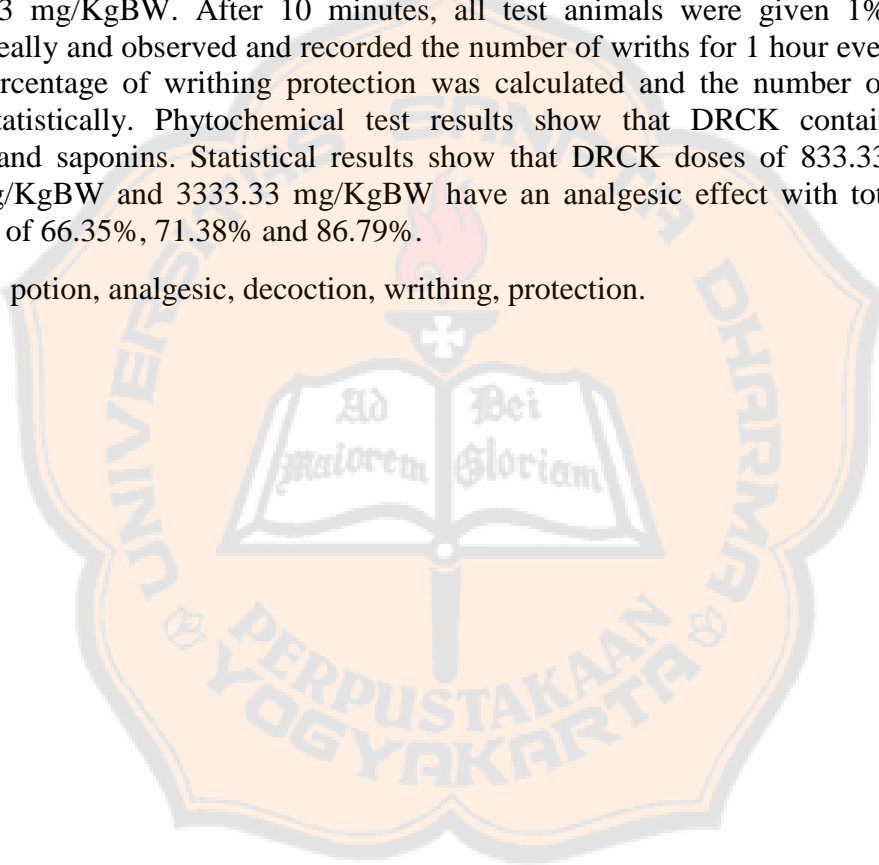 3 mg/KgBW. After 10 minutes, all test animals were given 1%
eally and observed and recorded the number of wriths for 1 hour eve
rcentage of writhing protection was calculated and the number o
tatistically. Phytochemical test results show that DRCK contai
and saponins. Statistical results show that DRCK doses of 833.33
g/KgBW and 3333.33 mg/KgBW have an analgesic effect with tot
of 66.35%, 71.38% and 86.79%.
potion, analgesic, decoction, writhing, protection.
UNIVERSITAS SANATA DHARMA
Ad Dei
maiorem Gloriam
PERPUSTAKAAN
YOGYAKARTA